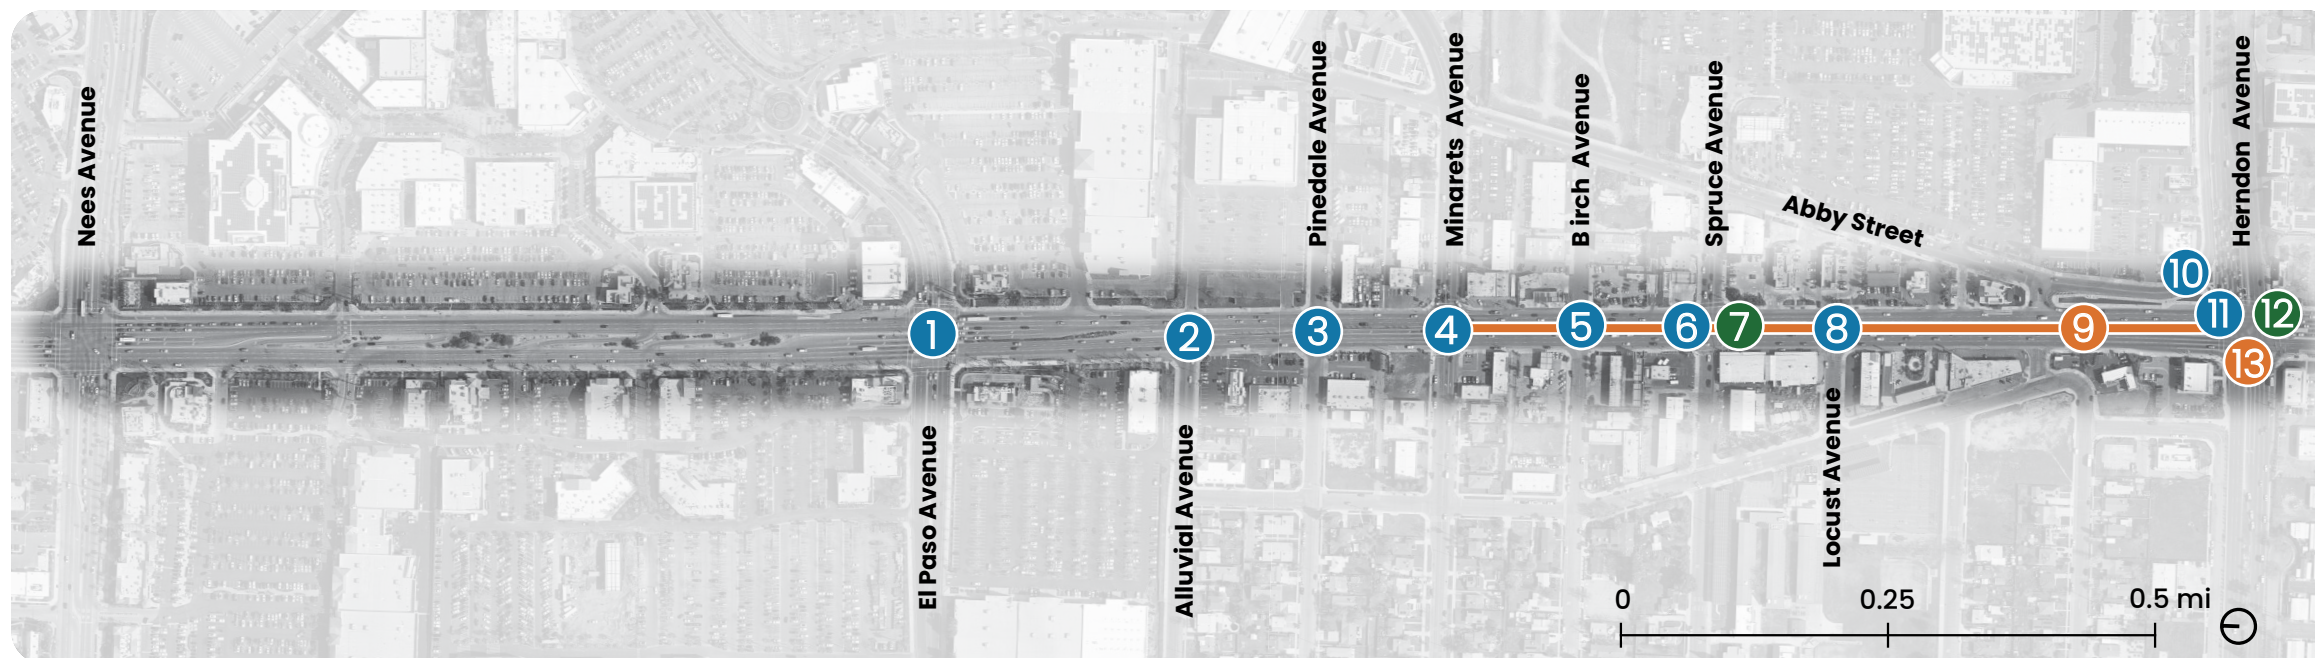 Nees Avenue
El Paso Avenue
Alluvial Avenue
Pinedale Avenue
Minarets Avenue
Birch Avenue
Spruce Avenue
Abby Street
Locust Avenue
Herndon Avenue
1
2
3
4
5
6
7
8
9
10
11
12
13
0
0.25
0.5 mi